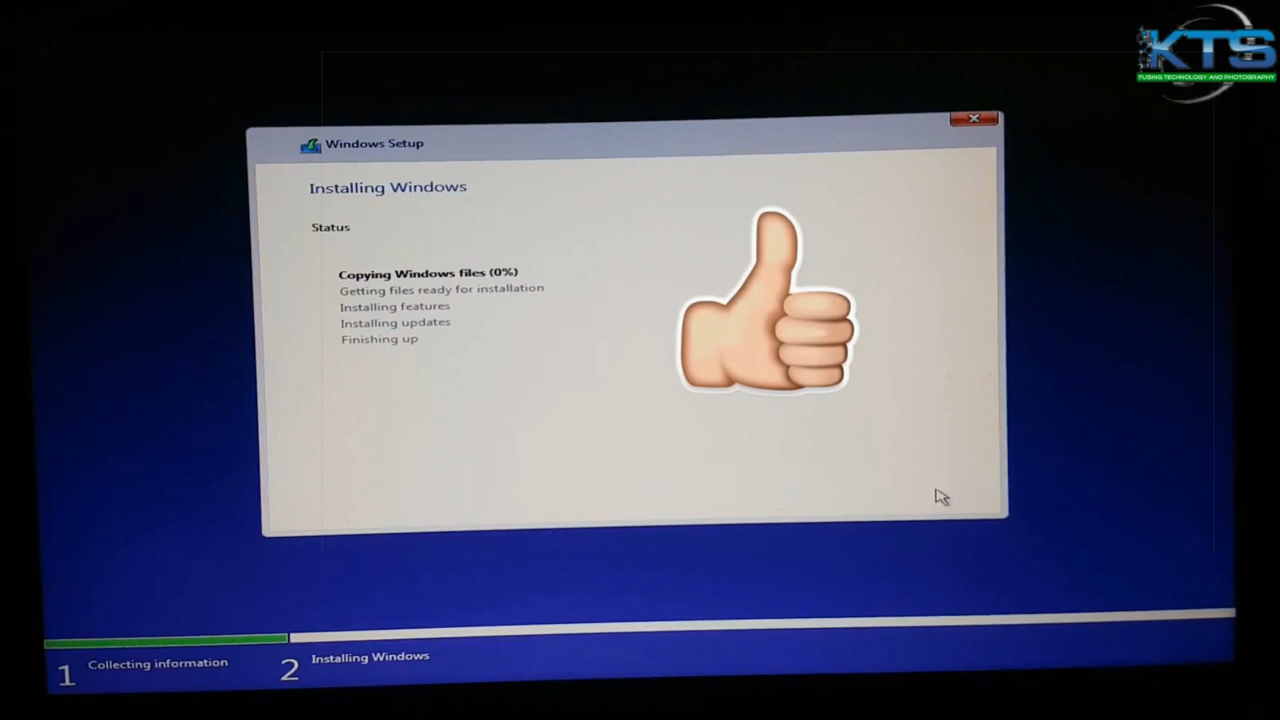 KTS
FUSING TECHNOLOGY AND PHOTOGRAPHY
Windows Setup
Installing Windows
Status
Copying Windows files (0%)
Getting files ready for installation
Installing features
Installing updates
Finishing up
1 Collecting information
2 Installing Windows